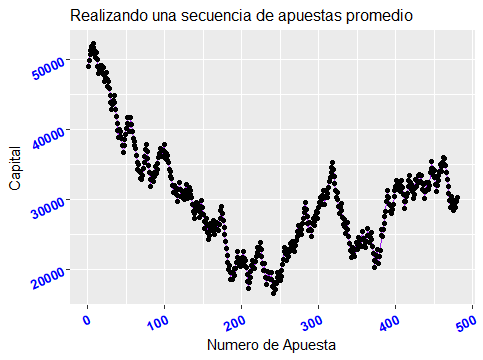 Realizando una secuencia de apuestas promedio
50000
40000
30000
20000
Capital
0 100 200 300 400 500
Numero de Apuesta